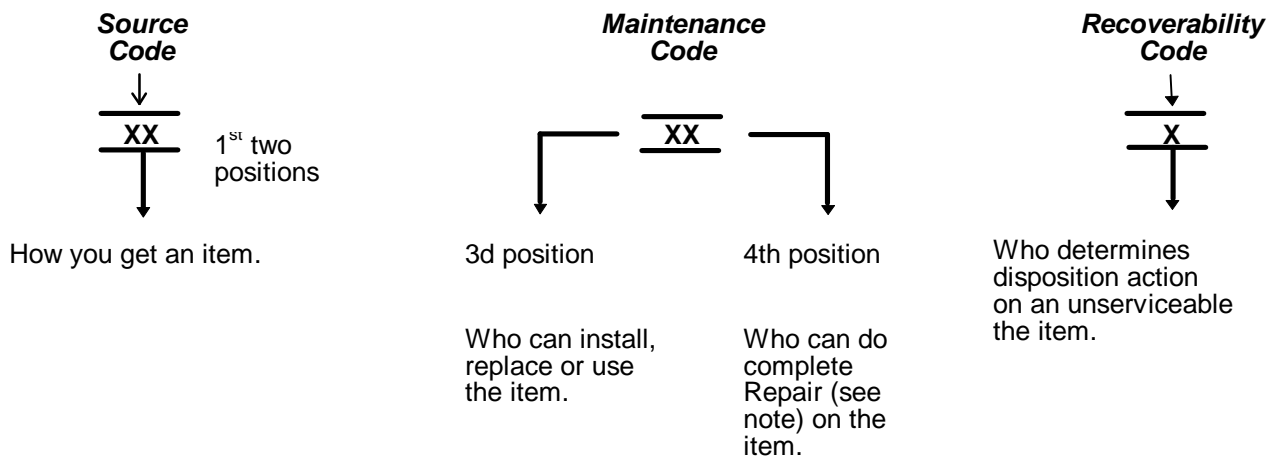 Source
Code
Maintenance
Code
Recoverability
Code
XX
1st two
positions
XX
X
How you get an item.
3d position
4th position
Who determines
disposition action
on an unserviceable
the item.
Who can install,
replace or use
the item.
Who can do
complete
Repair (see
note) on the
item.